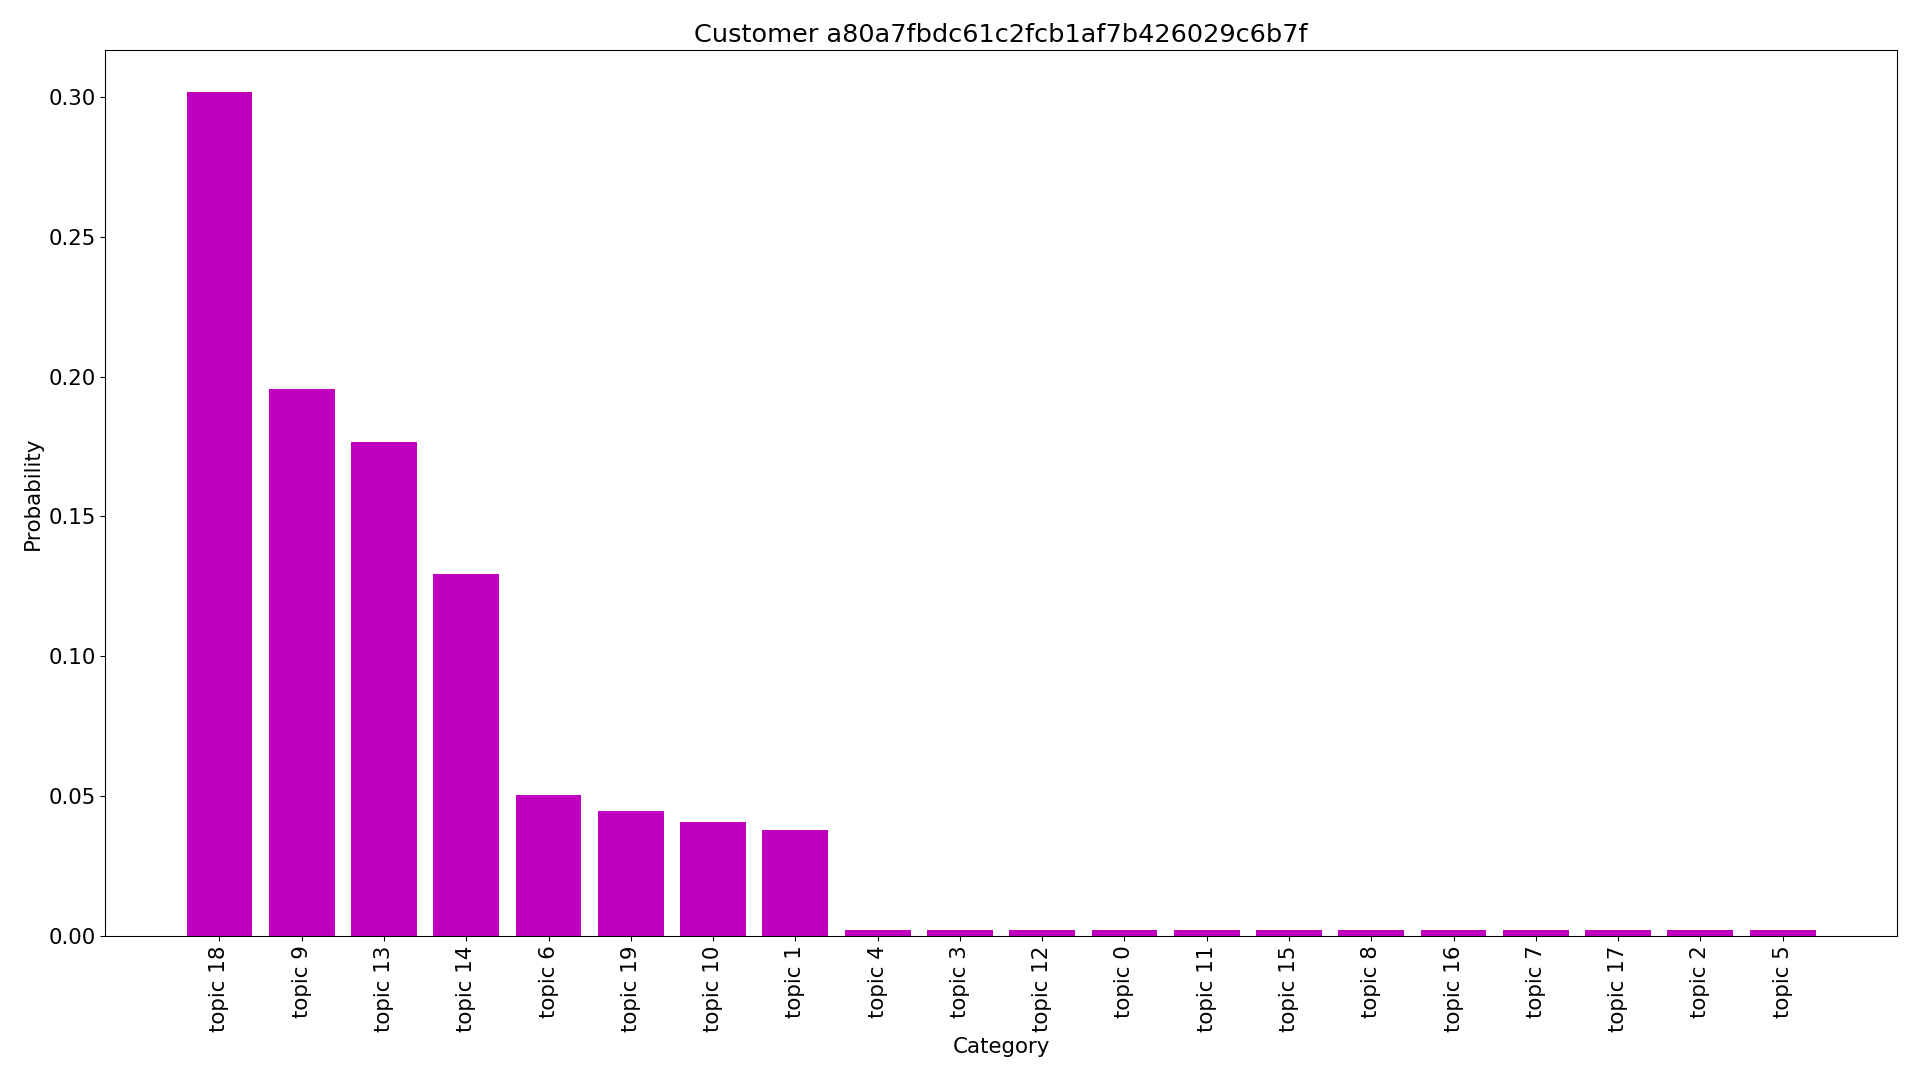 Customer a80a7fbdc61c2fcb1af7b426029c6b7f
0.30
0.25
0.20
0.15
0.10
0.05
0.00
Probability
topic 18
topic 9
topic 13
topic 14
topic 6
topic 19
topic 10
topic 1
topic 4
topic 3
topic 12
topic 0
topic 11
topic 15
topic 8
topic 16
topic 7
topic 17
topic 2
topic 5
Category